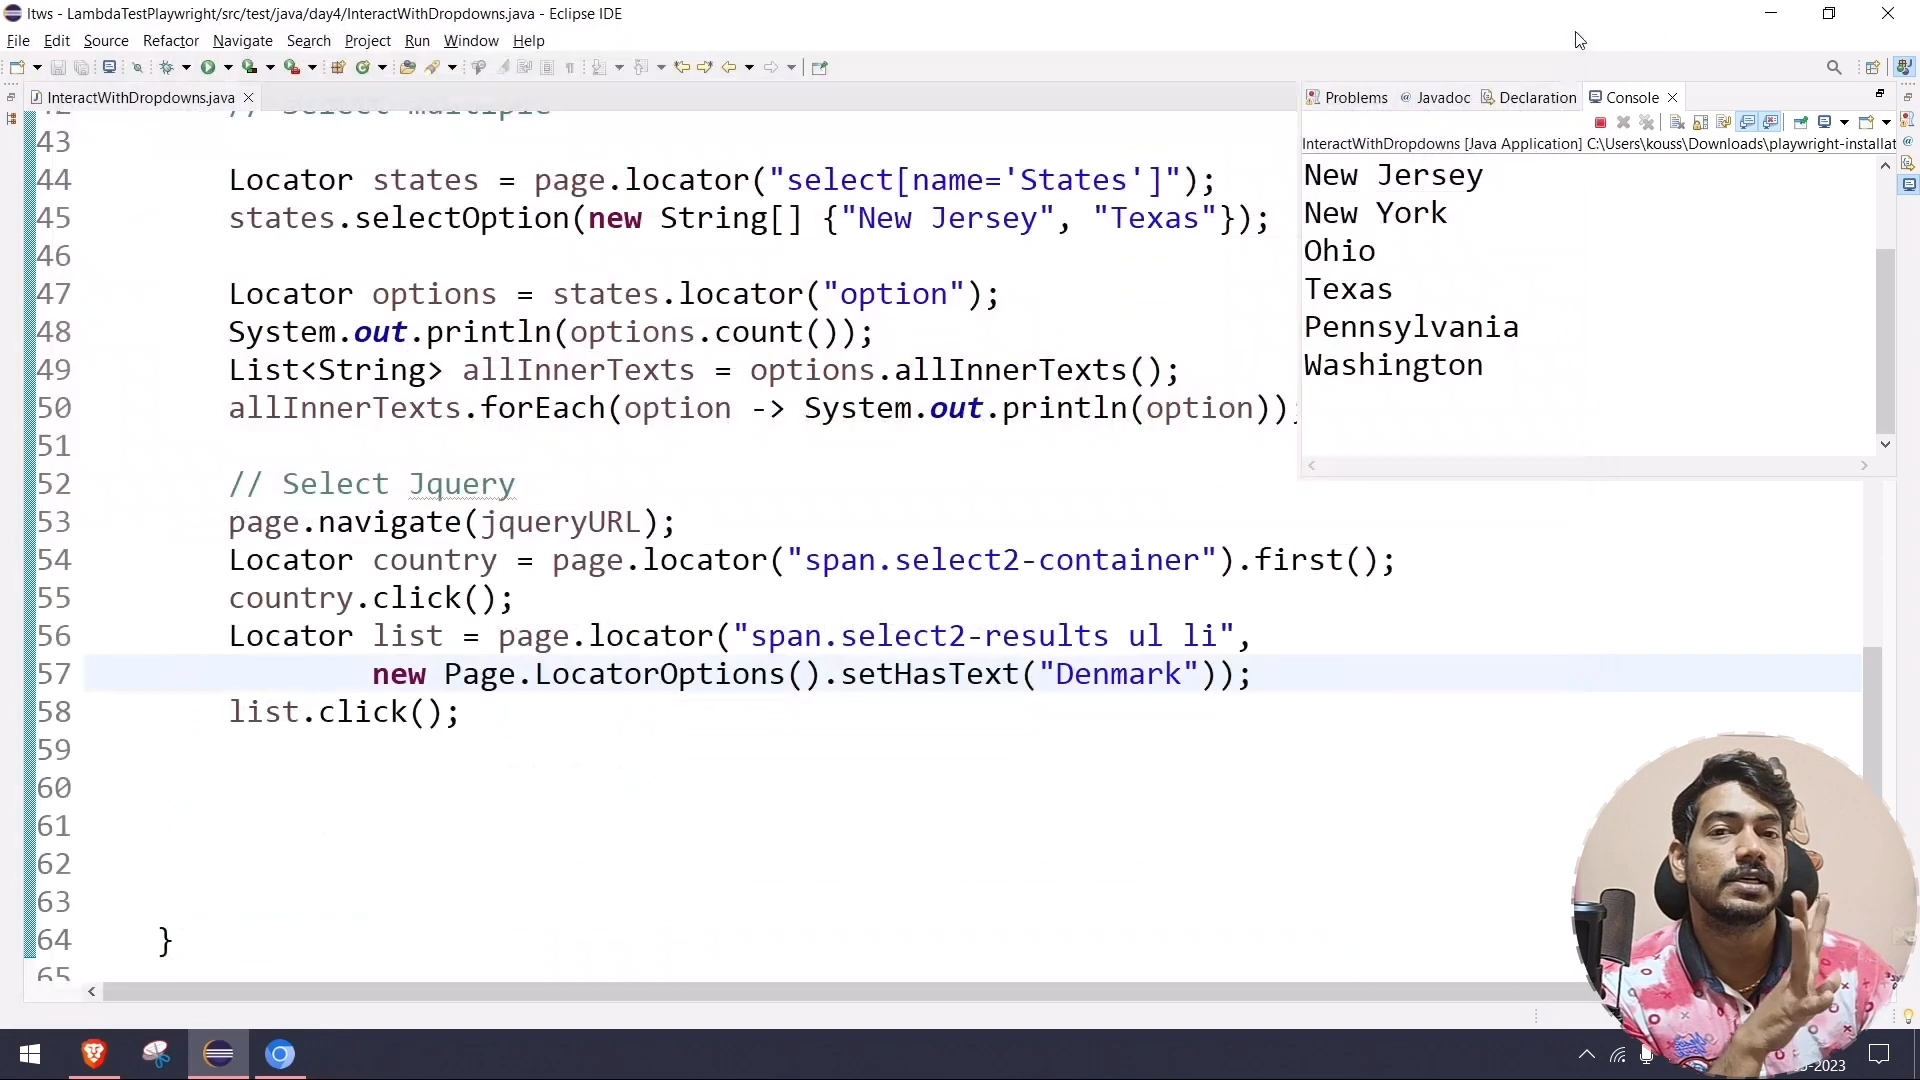 ltws - LambdaTestPlaywright/src/test/java/day4/InteractWithDropdowns.java - Eclipse IDE
File Edit Source Refactor Navigate Search Project Run Window Help
InteractWithDropdowns.java
Problems Javadoc Declaration Console
InteractWithDropdowns [Java Application] C:\Users\kouss\Downloads\playwright-installat
New Jersey
New York
Ohio
Texas
Pennsylvania
Washington
42 // Select multiple
43
44 Locator states = page.locator("select[name='States']");
45 states.selectOption(new String[] {"New Jersey", "Texas"});
46
47 Locator options = states.locator("option");
48 System.out.println(options.count());
49 List<String> allInnerTexts = options.allInnerTexts();
50 allInnerTexts.forEach(option -> System.out.println(option));
51
52 // Select Jquery
53 page.navigate(jqueryURL);
54 Locator country = page.locator("span.select2-container").first();
55 country.click();
56 Locator list = page.locator("span.select2-results ul li",
57 new Page.LocatorOptions().setHasText("Denmark"));
58 list.click();
59
60
61
62
63
64 }
65